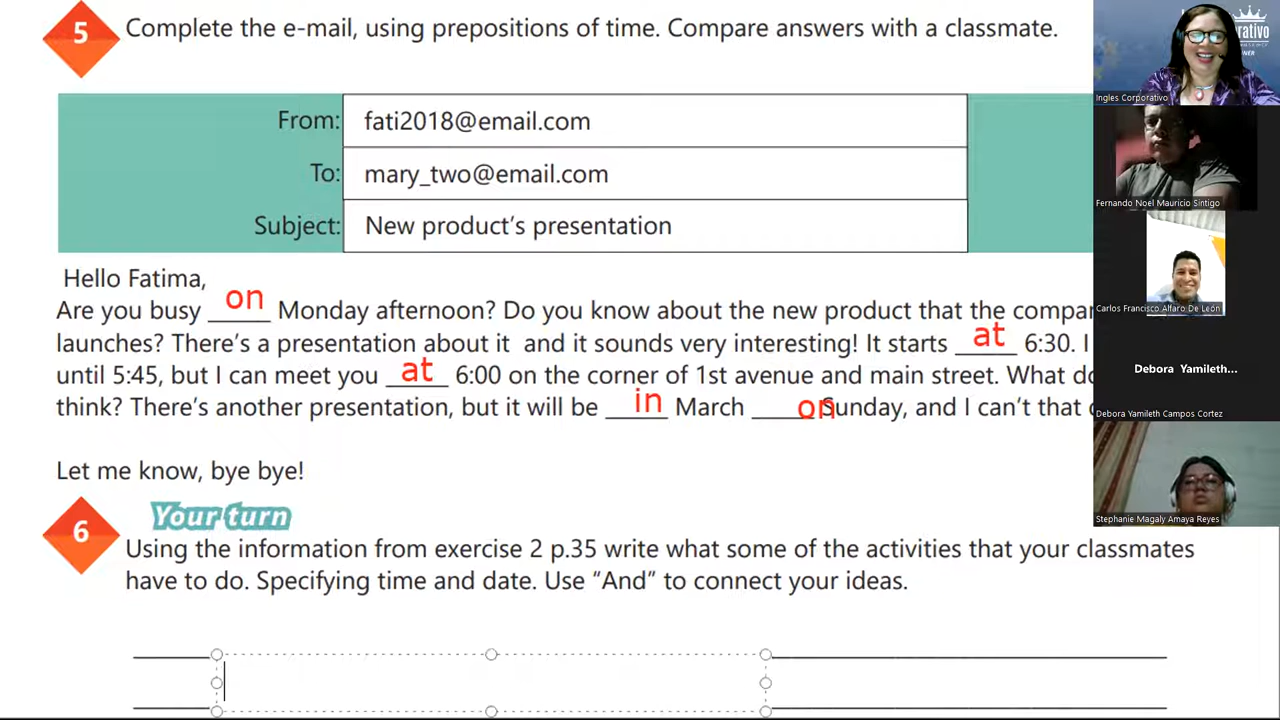 5 Complete the e-mail, using prepositions of time. Compare answers with a classmate.
From: fati2018@email.com
To: mary_two@email.com
Subject: New product's presentation
Hello Fatima,
Are you busy on Monday afternoon? Do you know about the new product that the compar
launches? There's a presentation about it and it sounds very interesting! It starts at 6:30. I
until 5:45, but I can meet you at 6:00 on the corner of 1st avenue and main street. What do
think? There's another presentation, but it will be in March on Sunday, and I can't that
Let me know, bye bye!
6 Your turn
Using the information from exercise 2 p.35 write what some of the activities that your classmates
have to do. Specifying time and date. Use "And" to connect your ideas.
Ingles Corporativo
Fernando Noel Mauricio Sintigo
Carlos Francisco Alfaro De León
Debora Yamileth...
Debora Yamileth Campos Cortez
Stephanie Magaly Amaya Reyes